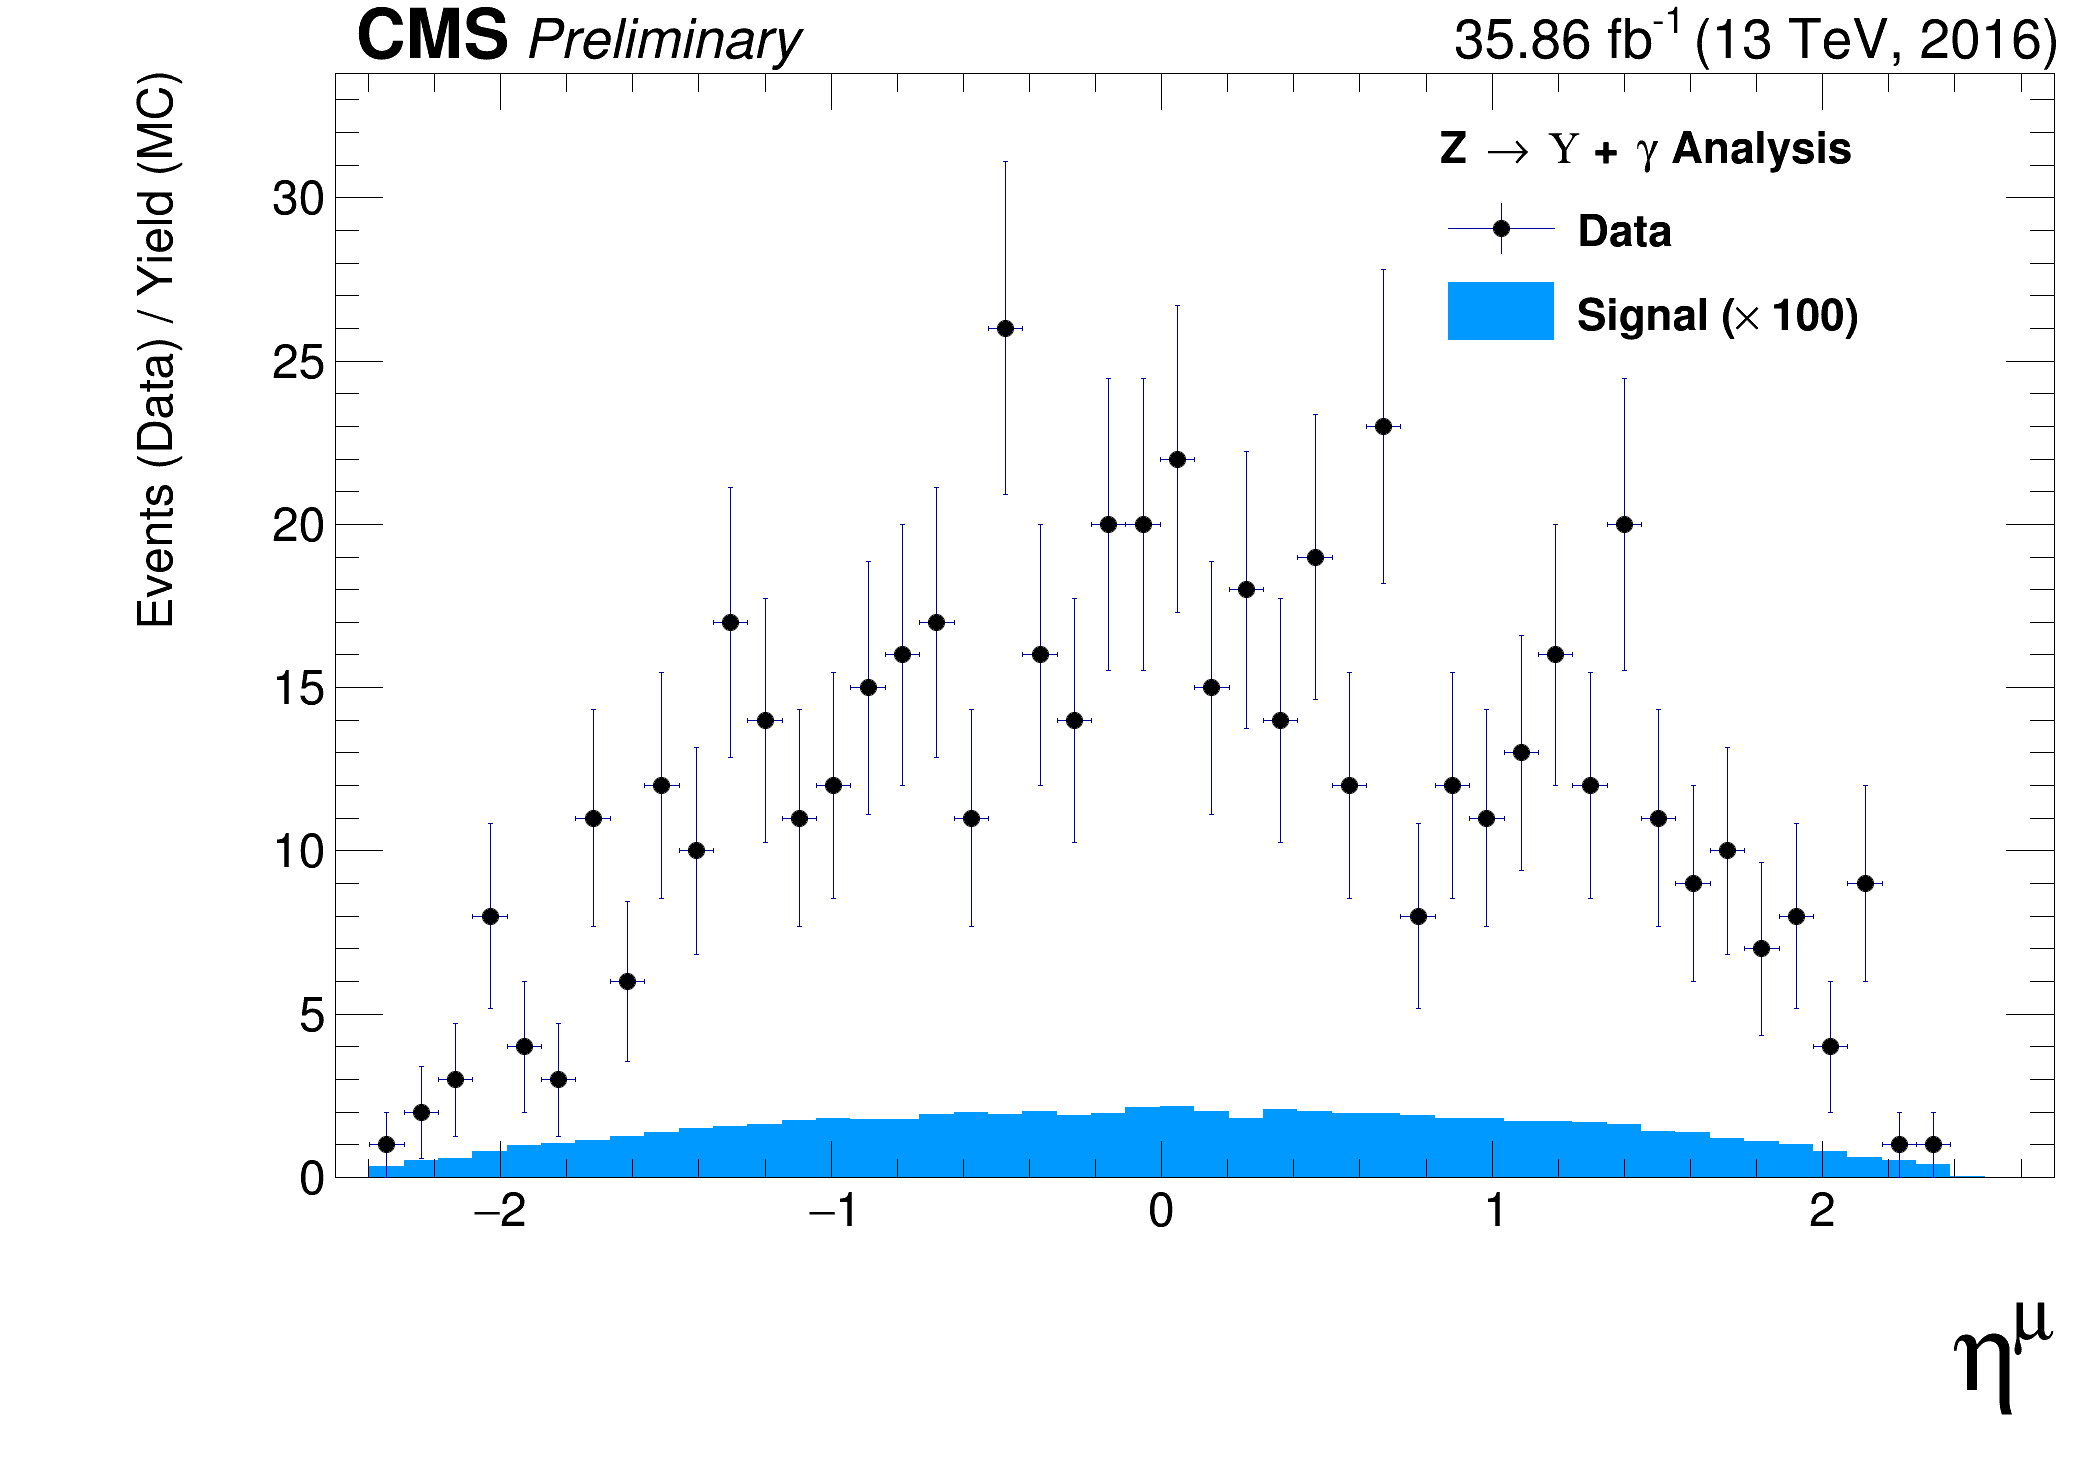 CMS Preliminary
35.86 fb⁻¹ (13 TeV, 2016)
Events (Data) / Yield (MC)
Z → Υ + γ Analysis
Data
Signal (× 100)
30
25
20
15
10
5
0
−2 −1 0 1 2
η^μ